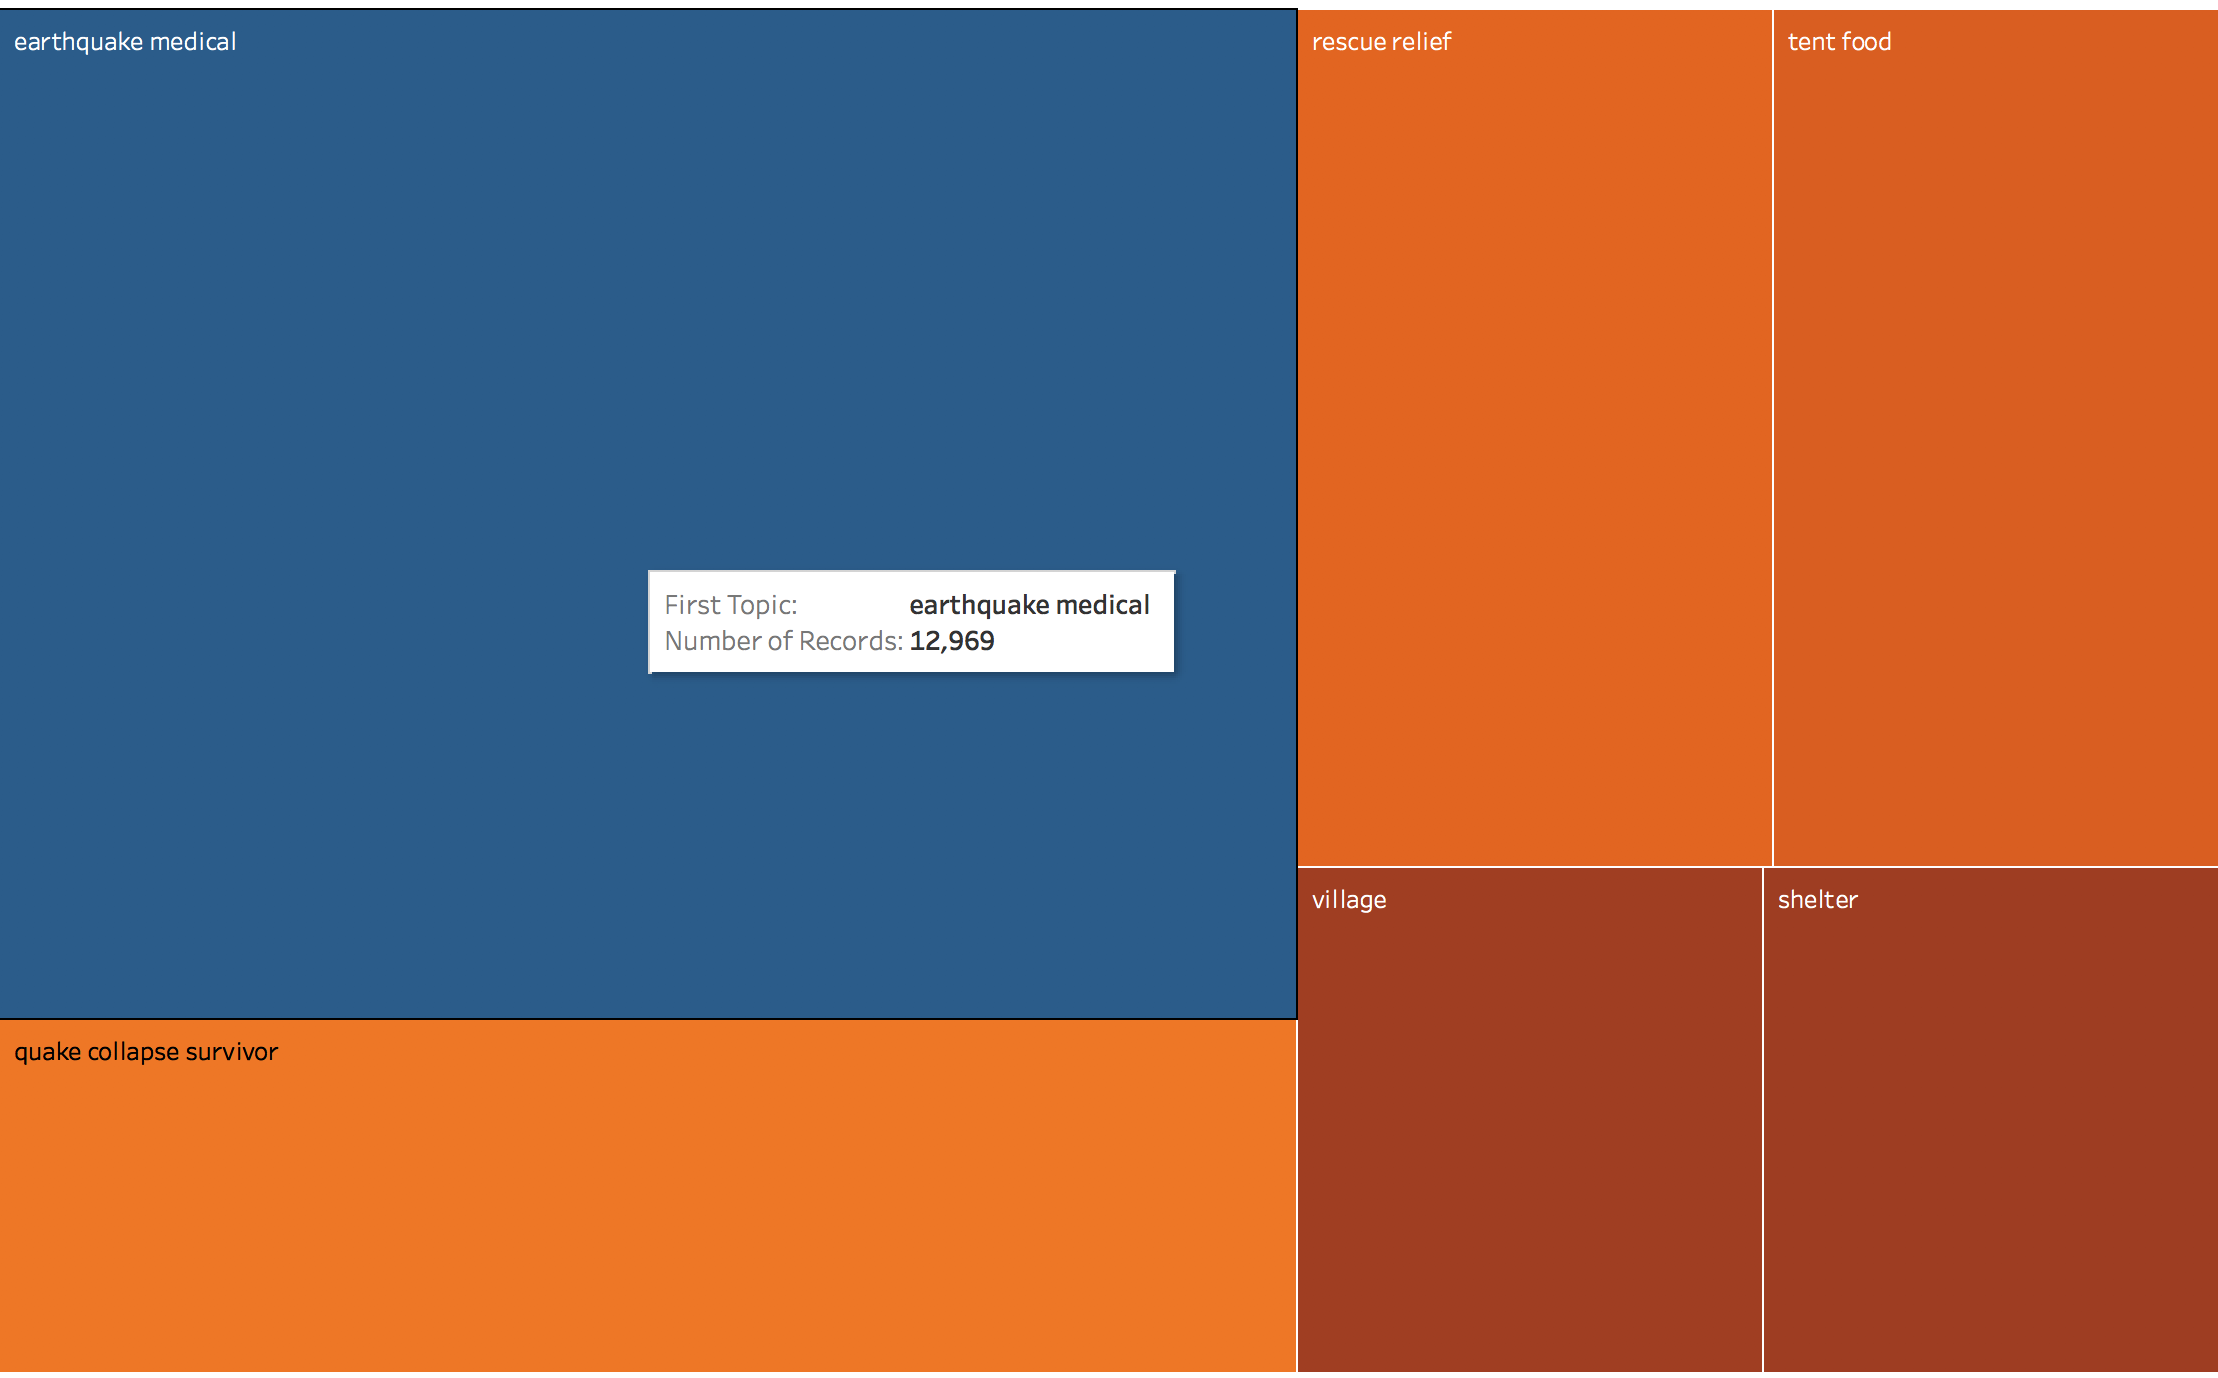 earthquake medical
rescue relief
tent food
First Topic: earthquake medical
Number of Records: 12,969
village
shelter
quake collapse survivor